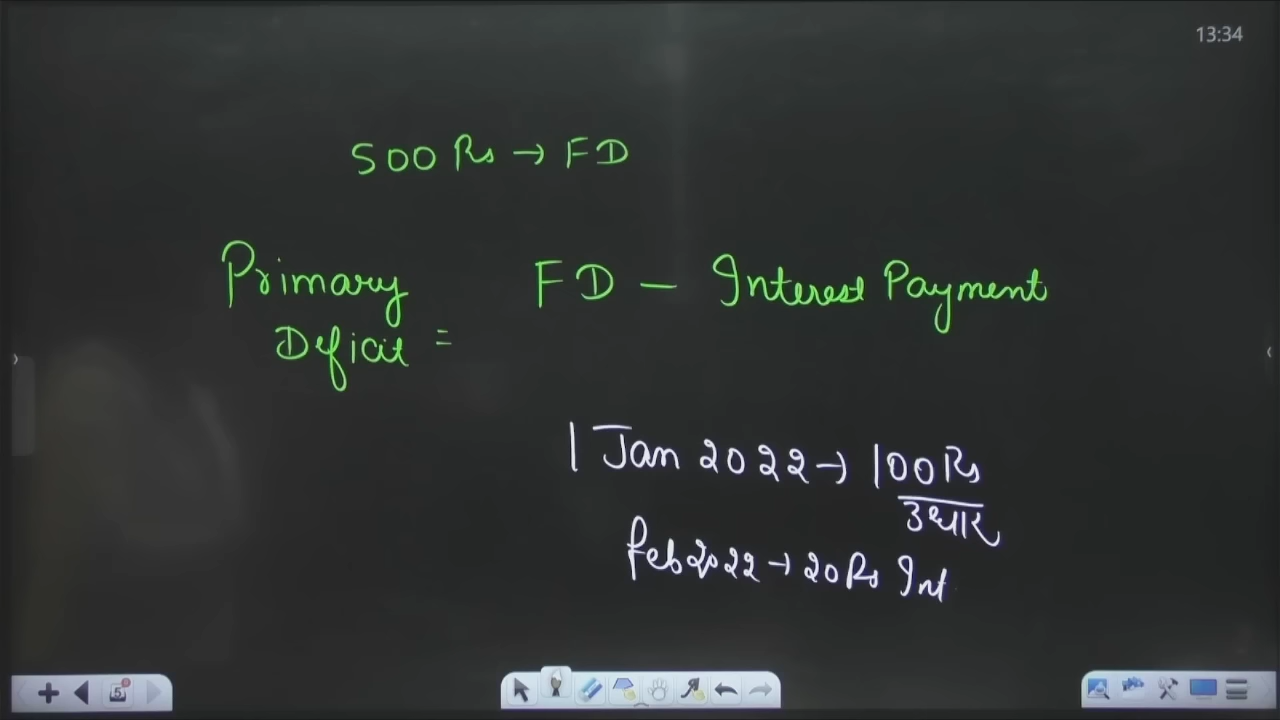 13:34
500 Rs → FD
Primary FD – Interest Payment
Deficit =
1 Jan 2022 → 100 Rs
उधार
Feb 2022 → 20 Rs Int
5